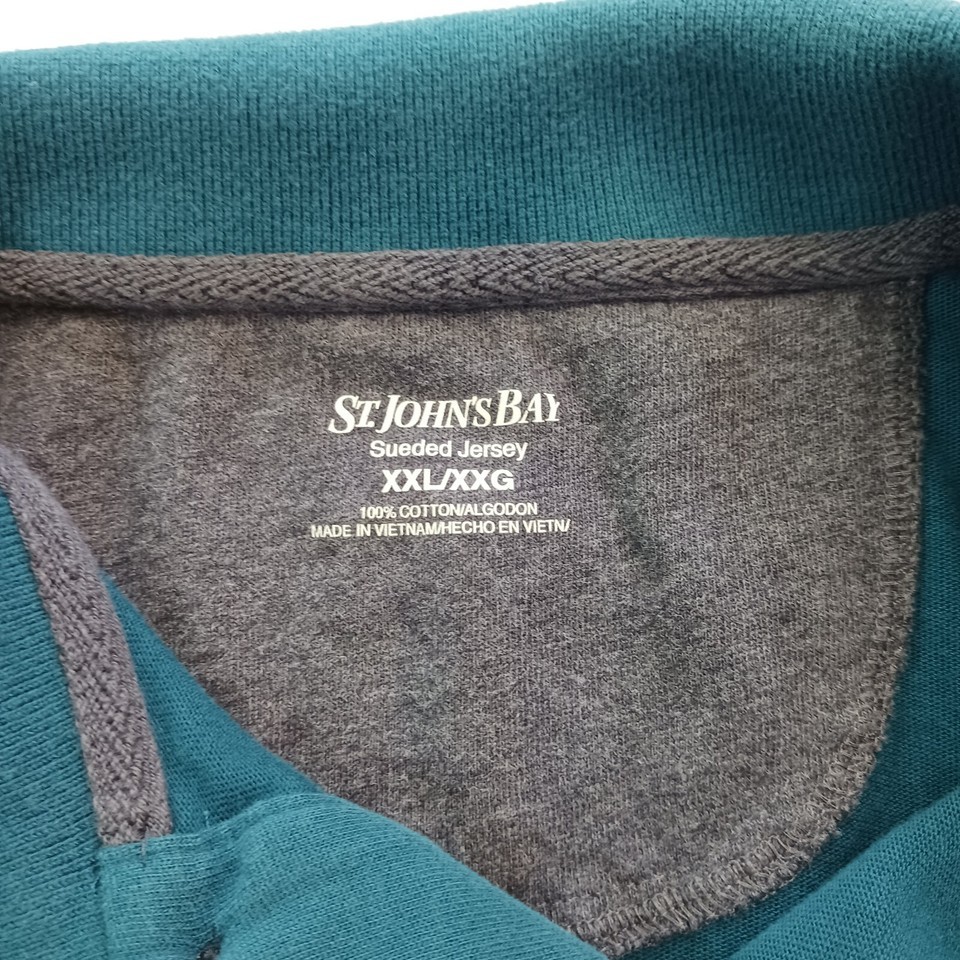 ST. JOHN'S BAY
Sueded Jersey
XXL/XXG
100% COTTON/ALGODON
MADE IN VIETNAM/HECHO EN VIETN/